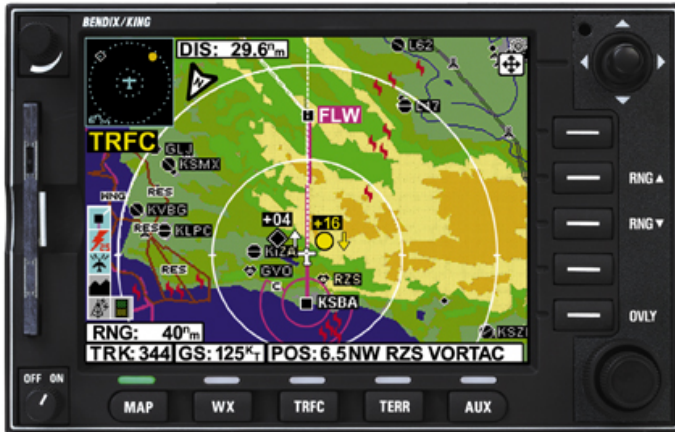 BENDIX/KING
DIS: 29.6nm
L62
N
L17
FLW
TRFC
GLJ
KSMX
RES
WNG
KVBG
RES
KLPC
+04
+16
KIZA
GVO
RES
RZS
C
KSBA
KSZ
RNG: 40nm
TRK: 344 GS: 125KT POS: 6.5NW RZS VORTAC
RNG ▲
RNG ▼
OVLY
OFF ON
MAP WX TRFC TERR AUX